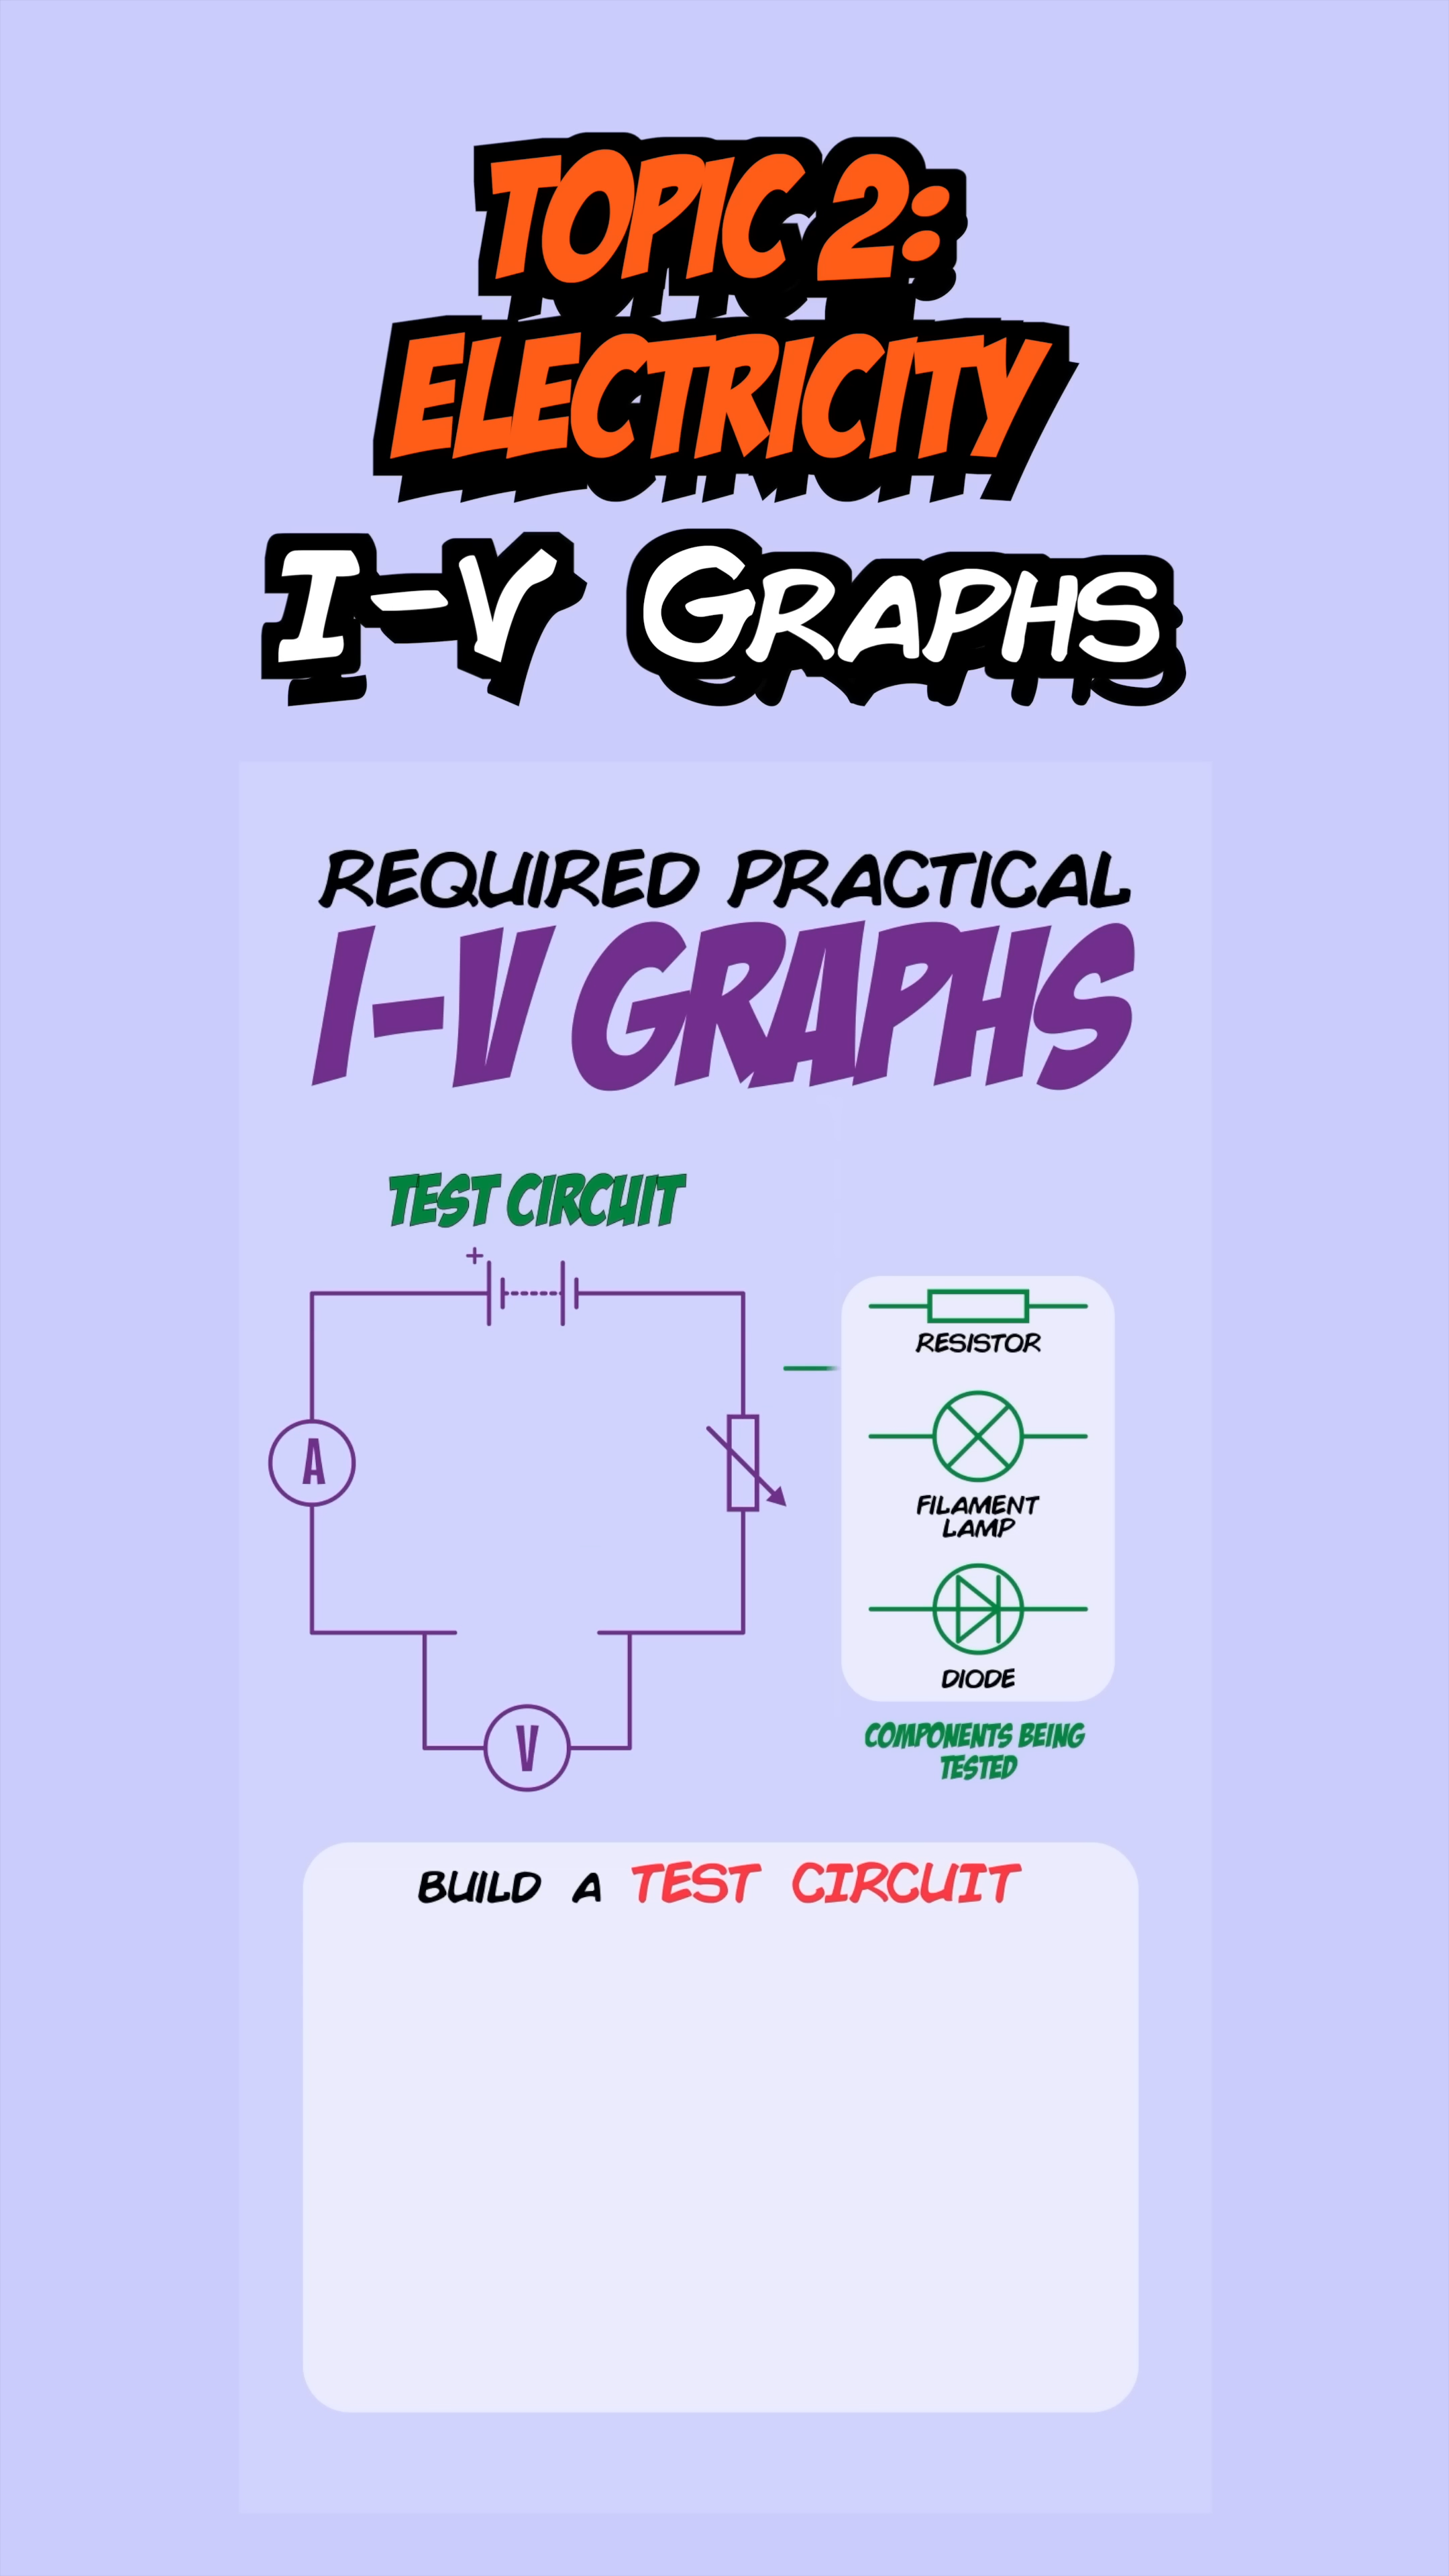 TOPIC 2:
ELECTRICITY
I-V GRAPHS
REQUIRED PRACTICAL
I-V GRAPHS
TEST CIRCUIT
+
RESISTOR
A
FILAMENT
LAMP
DIODE
V
COMPONENTS BEING
TESTED
BUILD A TEST CIRCUIT